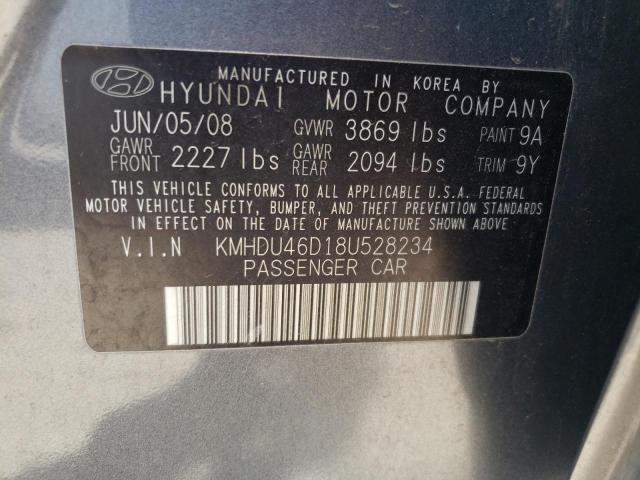 MANUFACTURED IN KOREA BY
HYUNDAI MOTOR COMPANY
JUN/05/08 GVWR 3869 lbs PAINT 9A
GAWR FRONT 2227 lbs GAWR REAR 2094 lbs TRIM 9Y
THIS VEHICLE CONFORMS TO ALL APPLICABLE U.S.A. FEDERAL
MOTOR VEHICLE SAFETY, BUMPER, AND THEFT PREVENTION STANDARDS
IN EFFECT ON THE DATE OF MANUFACTURE SHOWN ABOVE
V.I.N KMHDU46D18U528234
PASSENGER CAR